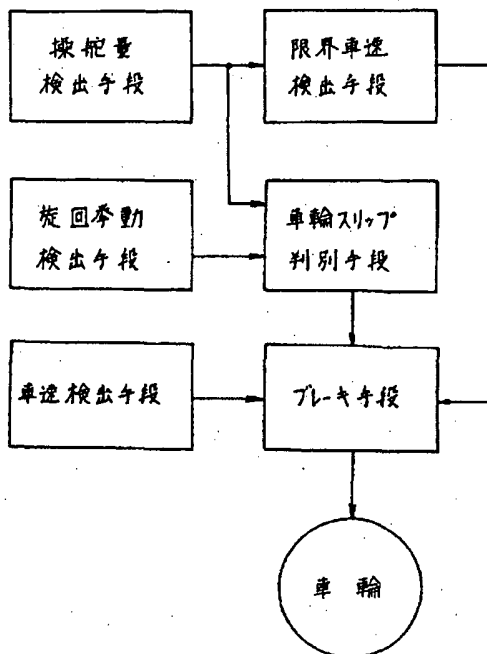 操舵量
検出手段
限界車速
検出手段
旋回挙動
検出手段
車輪スリップ
判別手段
車速検出手段
ブレーキ手段
車輪